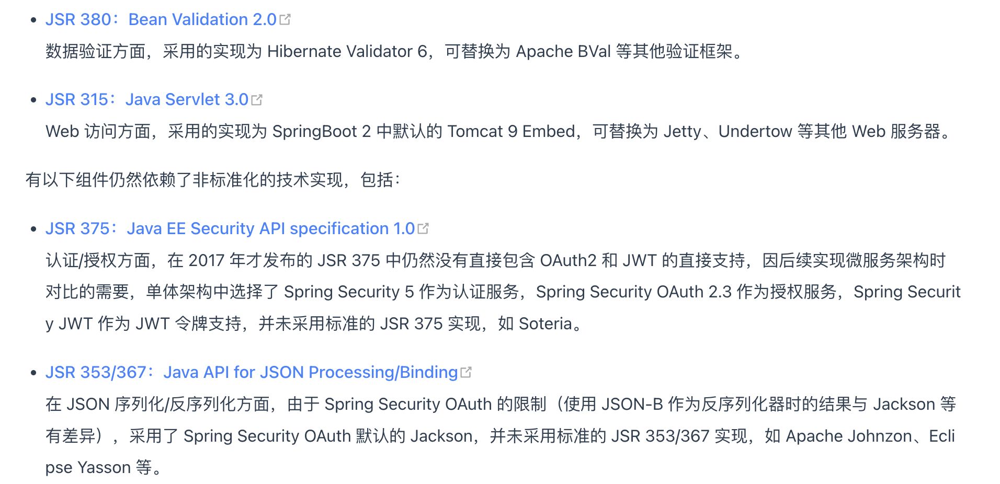 JSR 380：Bean Validation 2.0
数据验证方面，采用的实现为 Hibernate Validator 6，可替换为 Apache BVal 等其他验证框架。
JSR 315：Java Servlet 3.0
Web 访问方面，采用的实现为 SpringBoot 2 中默认的 Tomcat 9 Embed，可替换为 Jetty、Undertow 等其他 Web 服务器。
有以下组件仍然依赖了非标准化的技术实现，包括：
JSR 375：Java EE Security API specification 1.0
认证/授权方面，在 2017 年才发布的 JSR 375 中仍然没有直接包含 OAuth2 和 JWT 的直接支持，因后续实现微服务架构时
对比的需要，单体架构中选择了 Spring Security 5 作为认证服务，Spring Security OAuth 2.3 作为授权服务，Spring Securit
y JWT 作为 JWT 令牌支持，并未采用标准的 JSR 375 实现，如 Soteria。
JSR 353/367：Java API for JSON Processing/Binding
在 JSON 序列化/反序列化方面，由于 Spring Security OAuth 的限制（使用 JSON-B 作为反序列化器时的结果与 Jackson 等
有差异），采用了 Spring Security OAuth 默认的 Jackson，并未采用标准的 JSR 353/367 实现，如 Apache Johnzon、Ecli
pse Yasson 等。